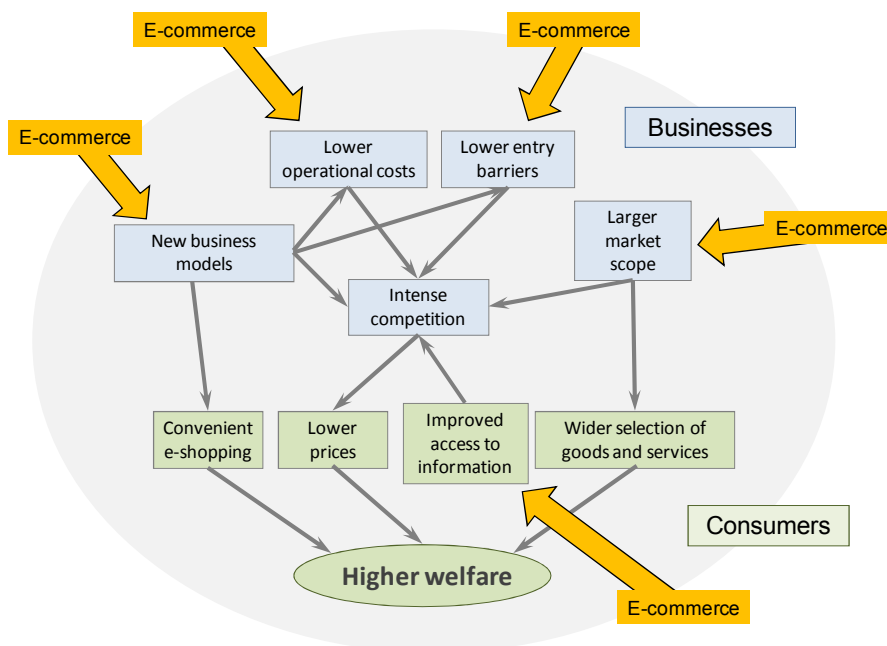 E-commerce
E-commerce
E-commerce
Businesses
Lower
operational costs
Lower entry
barriers
New business
models
Larger
market
scope
E-commerce
Intense
competition
Convenient
e-shopping
Lower
prices
Improved
access to
information
Wider selection of
goods and services
Consumers
Higher welfare
E-commerce